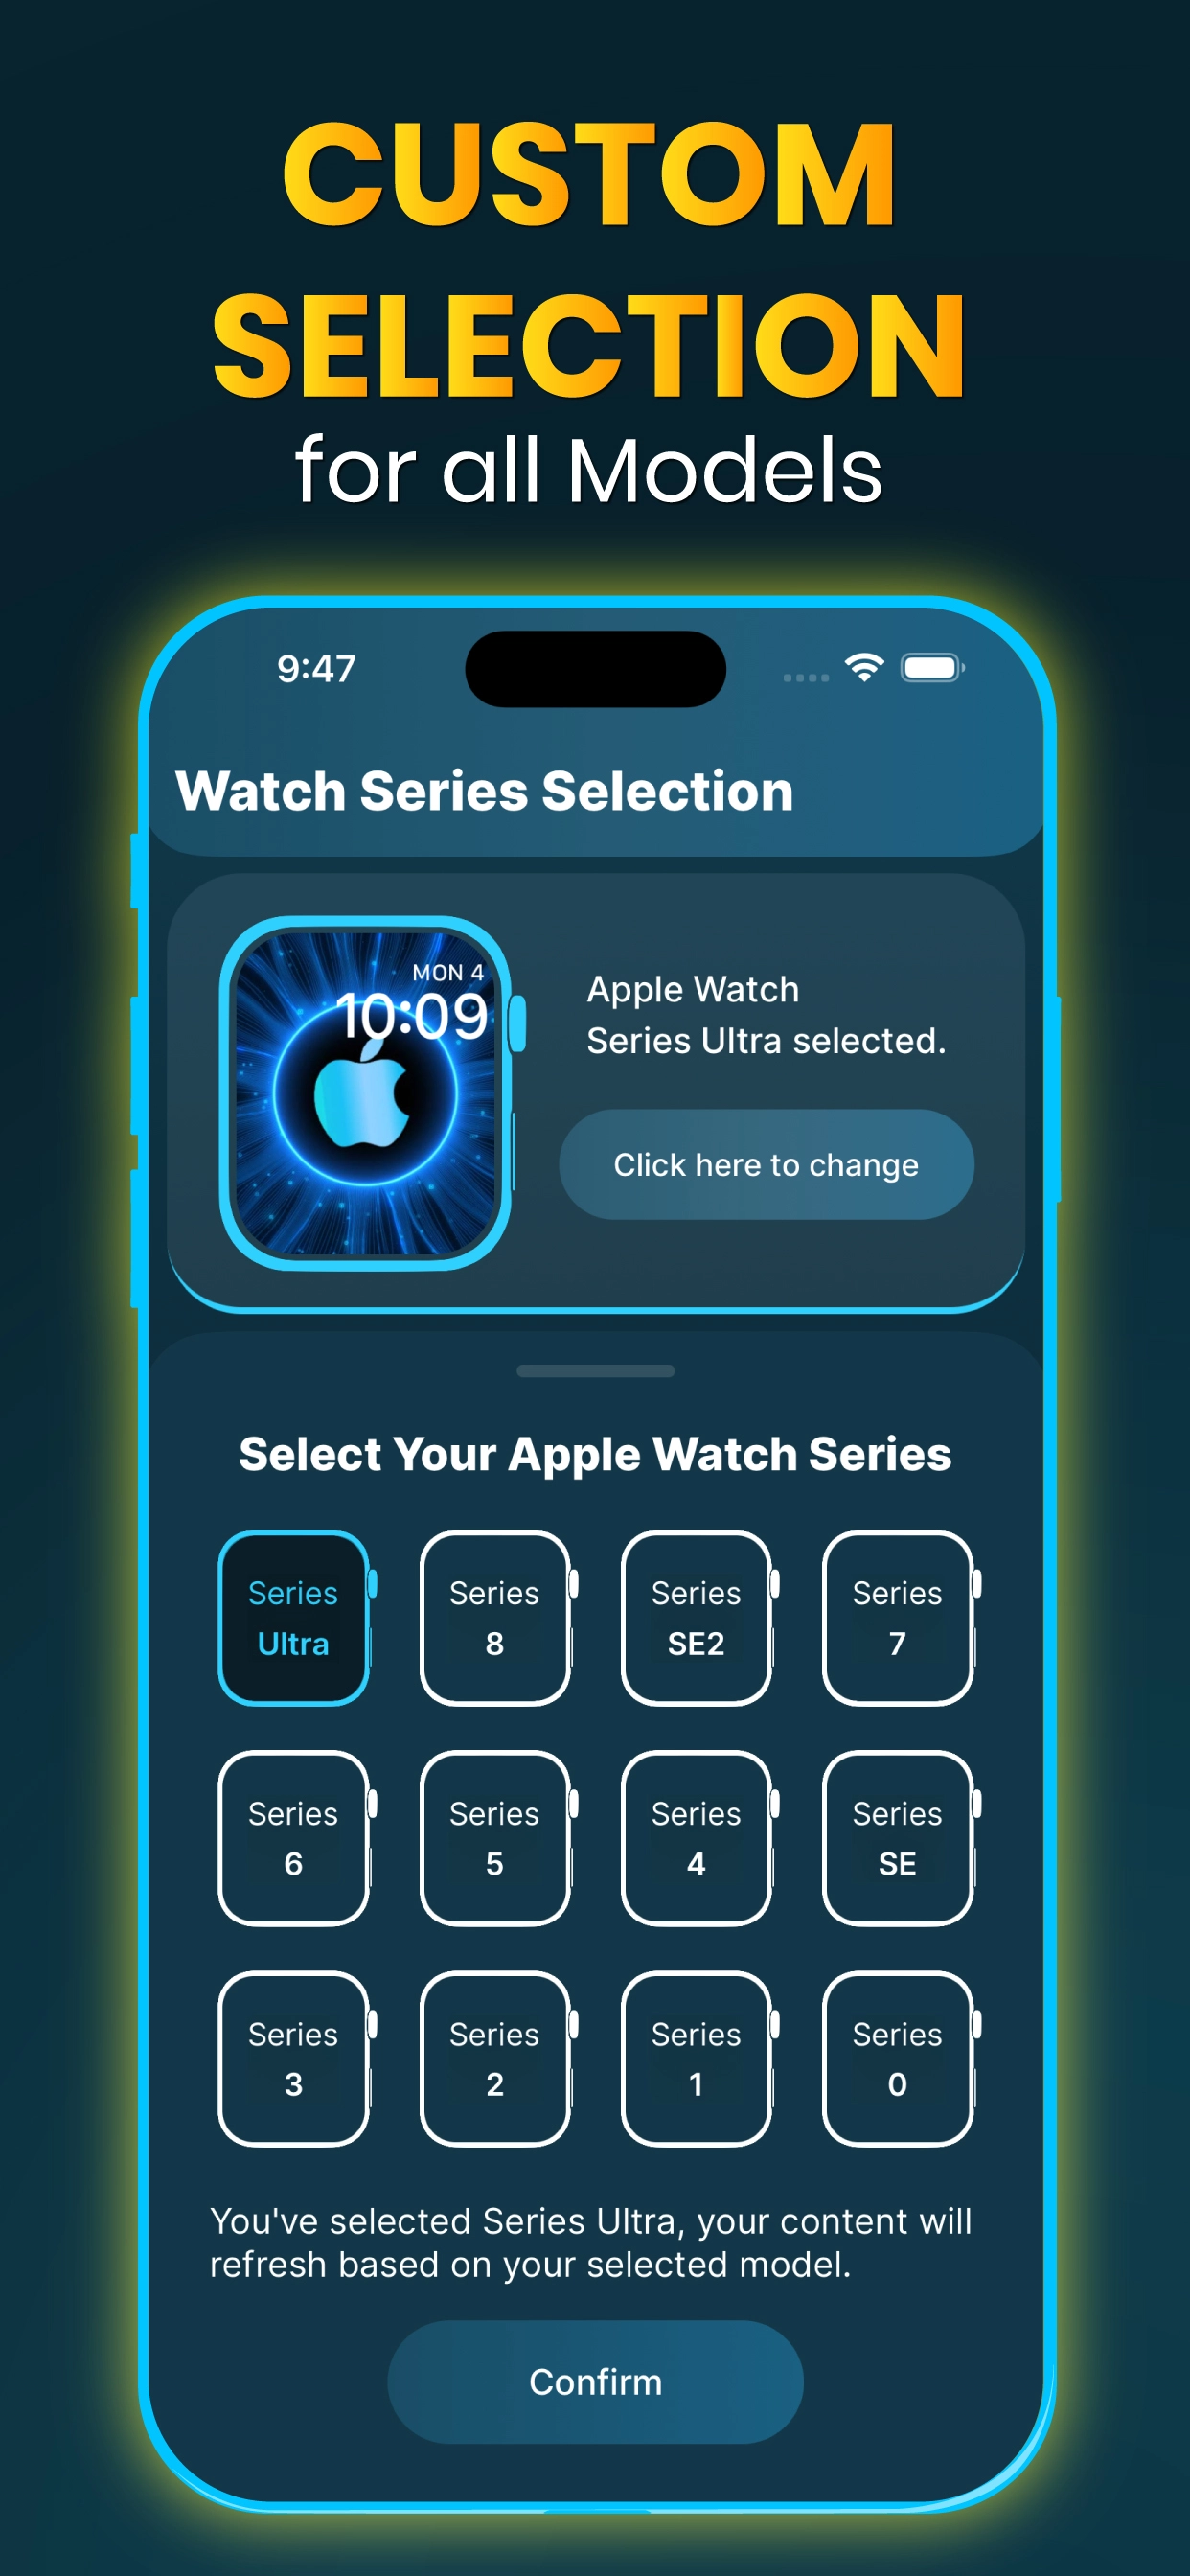 CUSTOM
SELECTION
for all Models
9:47
Watch Series Selection
MON 4
10:09
Apple Watch
Series Ultra selected.
Click here to change
Select Your Apple Watch Series
Series
Ultra
Series
8
Series
SE2
Series
7
Series
6
Series
5
Series
4
Series
SE
Series
3
Series
2
Series
1
Series
0
You've selected Series Ultra, your content will
refresh based on your selected model.
Confirm